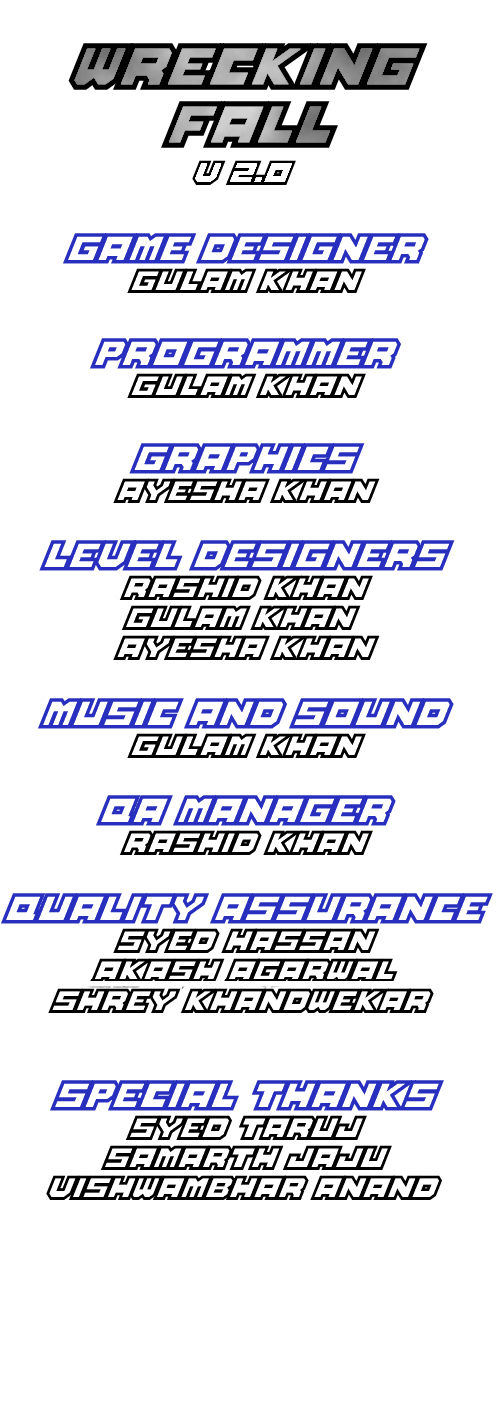 WRECKING
FALL
V 2.0
GAME DESIGNER
GULAM KHAN
PROGRAMMER
GULAM KHAN
GRAPHICS
AYESHA KHAN
LEVEL DESIGNERS
RASHID KHAN
GULAM KHAN
AYESHA KHAN
MUSIC AND SOUND
GULAM KHAN
QA MANAGER
RASHID KHAN
QUALITY ASSURANCE
SYED HASSAN
AKASH AGARWAL
SHREY KHANDWEKAR
SPECIAL THANKS
SYED TARUJ
SAMARTH JAJU
VISHWAMBHAR ANAND